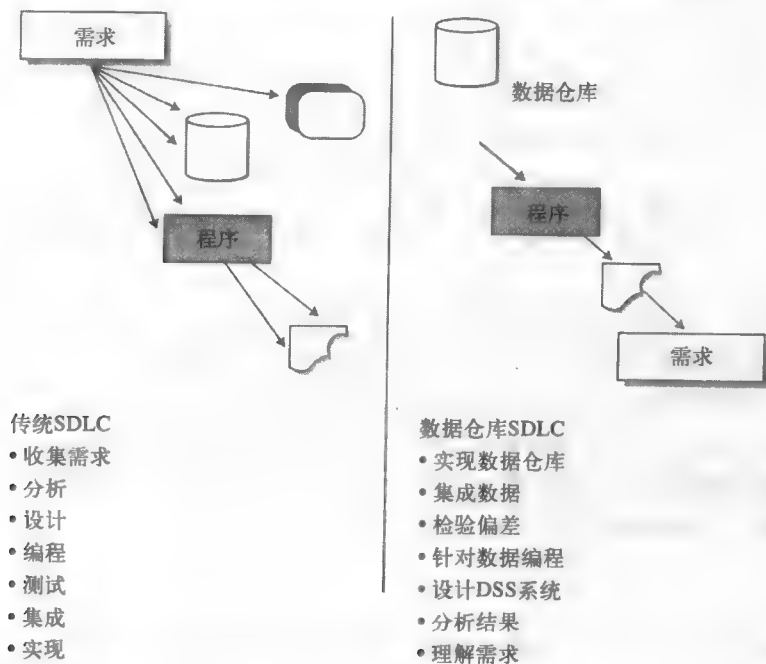 需求
程序
传统SDLC
• 收集需求
• 分析
• 设计
• 编程
• 测试
• 集成
• 实现
数据仓库
程序
需求
数据仓库SDLC
• 实现数据仓库
• 集成数据
• 检验偏差
• 针对数据编程
• 设计DSS系统
• 分析结果
• 理解需求